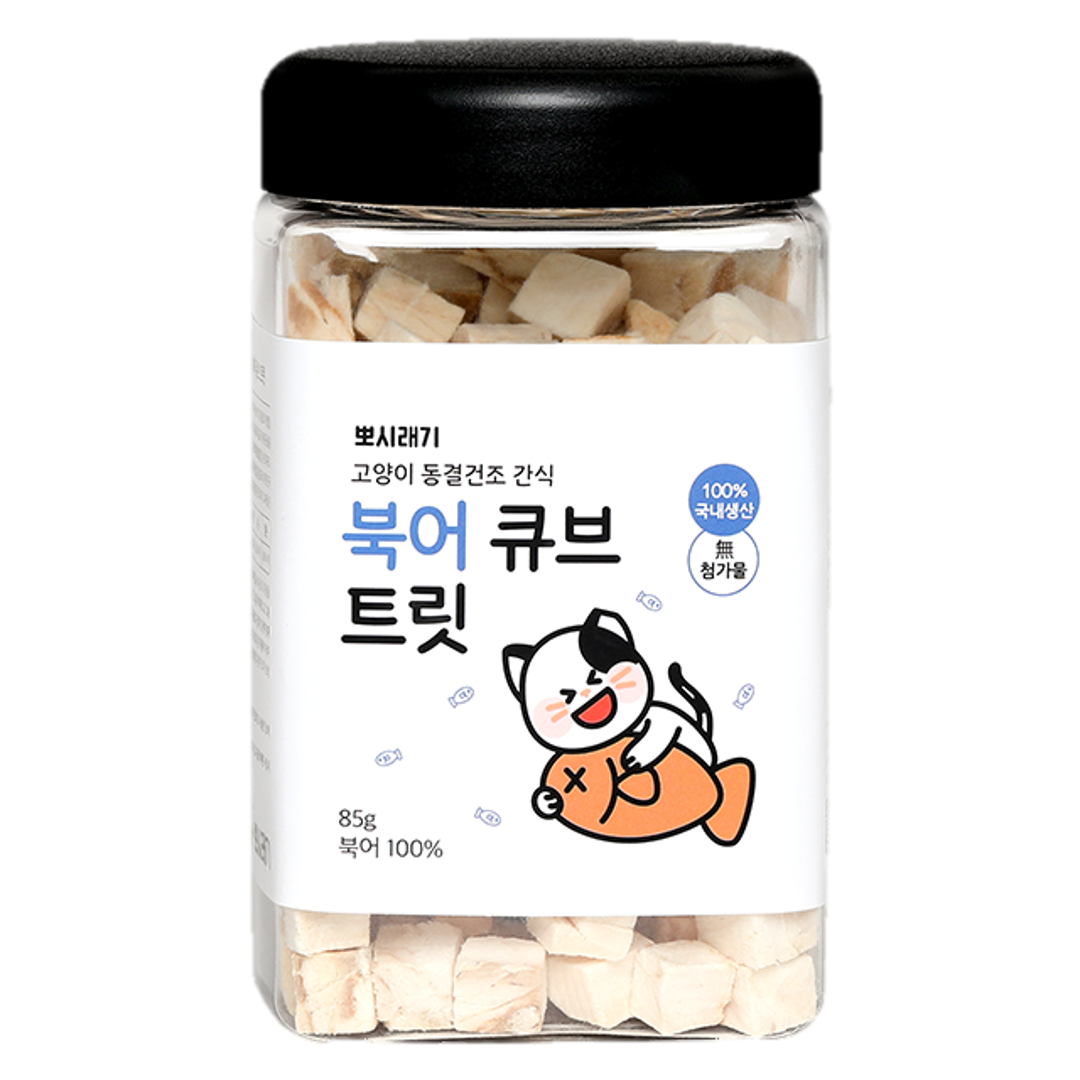 뽀시래기
고양이 동결건조 간식
북어 큐브
트릿
100%
국내생산
無
첨가물
85g
북어 100%